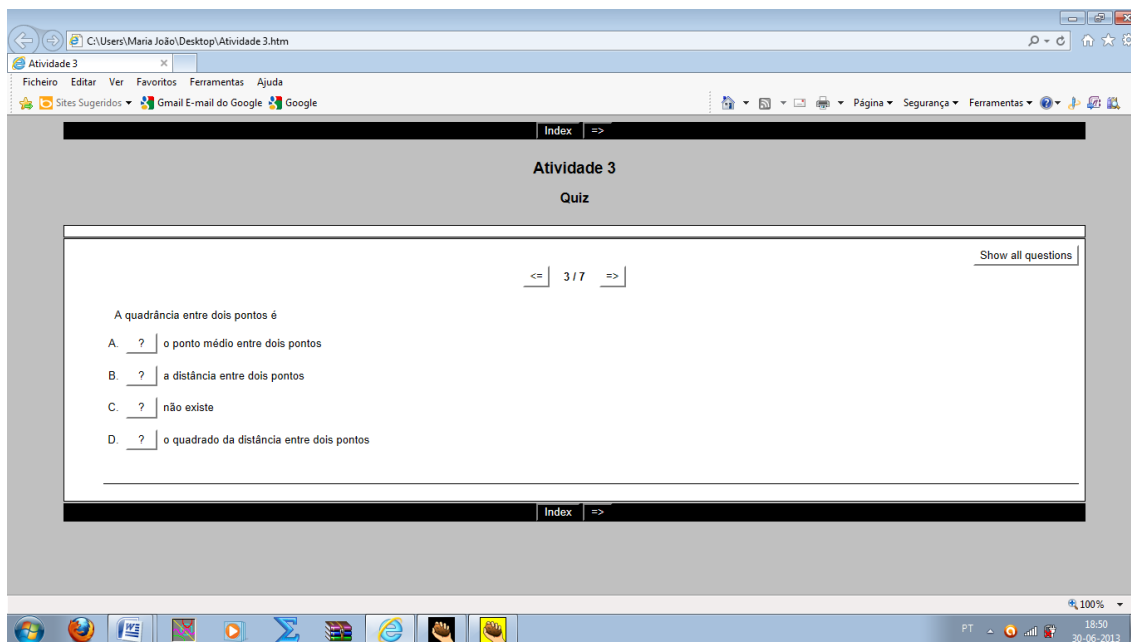 C:\Users\Maria João\Desktop\Atividade 3.htm
Atividade 3
Ficheiro Editar Ver Favoritos Ferramentas Ajuda
Sites Sugeridos Gmail E-mail do Google Google Página Segurança Ferramentas
Index =>
Atividade 3
Quiz
Show all questions
<= 3 / 7 =>
A quadrância entre dois pontos é
A. ? o ponto médio entre dois pontos
B. ? a distância entre dois pontos
C. ? não existe
D. ? o quadrado da distância entre dois pontos
Index =>
100%
PT 18:50
30-06-2013